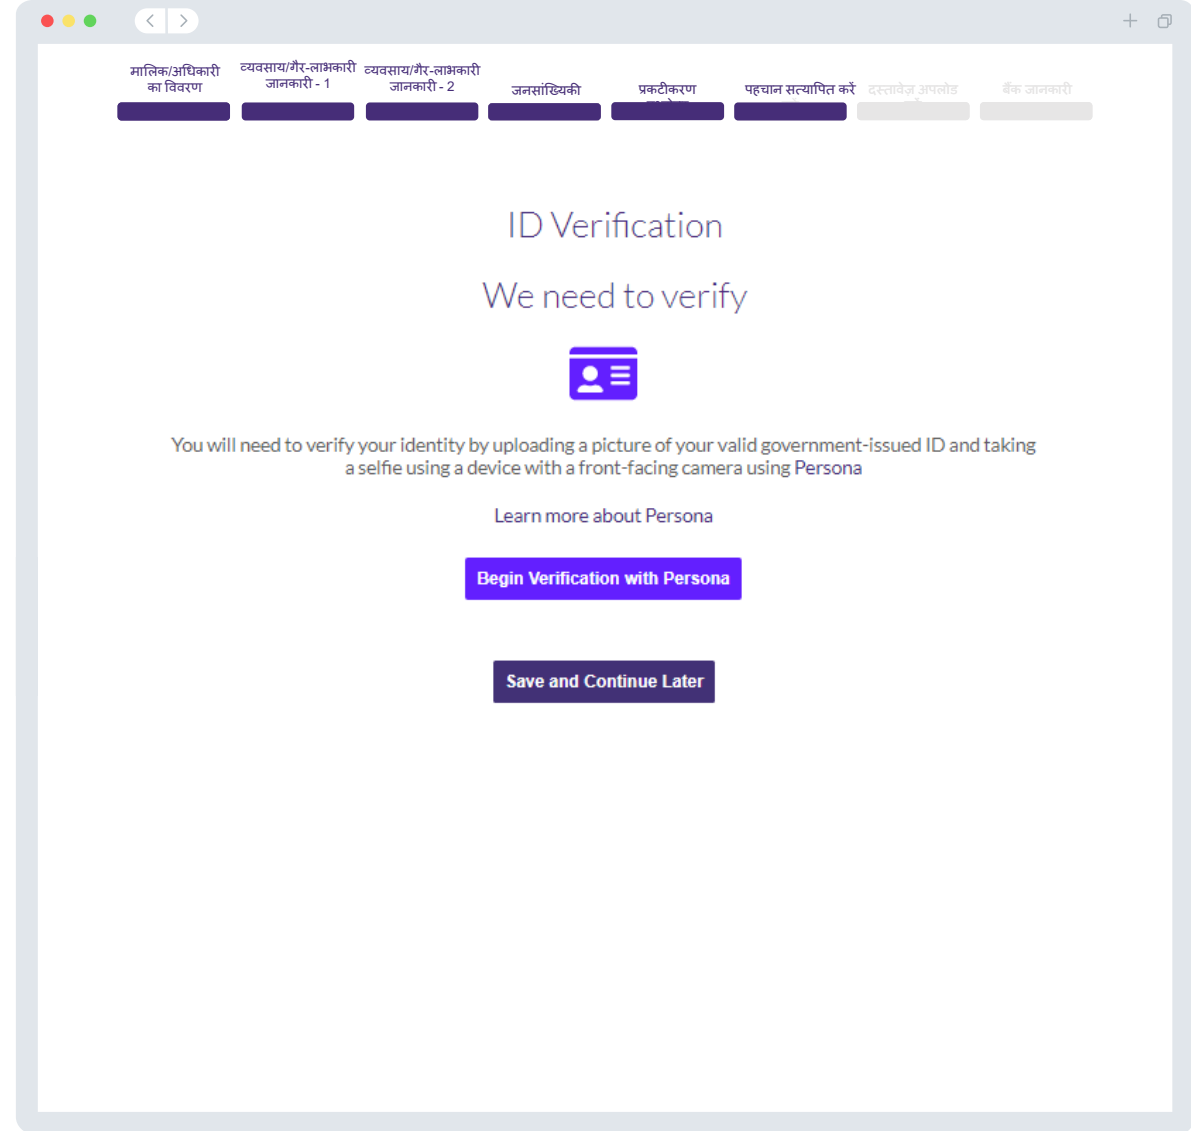 मालिक/अधिकारी
का विवरण
व्यवसाय/गैर-लाभकारी
जानकारी - 1
व्यवसाय/गैर-लाभकारी
जानकारी - 2
जनसांख्यिकी
प्रकटीकरण
पहचान सत्यापित करें
दस्तावेज़ अपलोड
बैंक जानकारी
ID Verification
We need to verify
You will need to verify your identity by uploading a picture of your valid government-issued ID and taking
a selfie using a device with a front-facing camera using Persona
Learn more about Persona
Begin Verification with Persona
Save and Continue Later